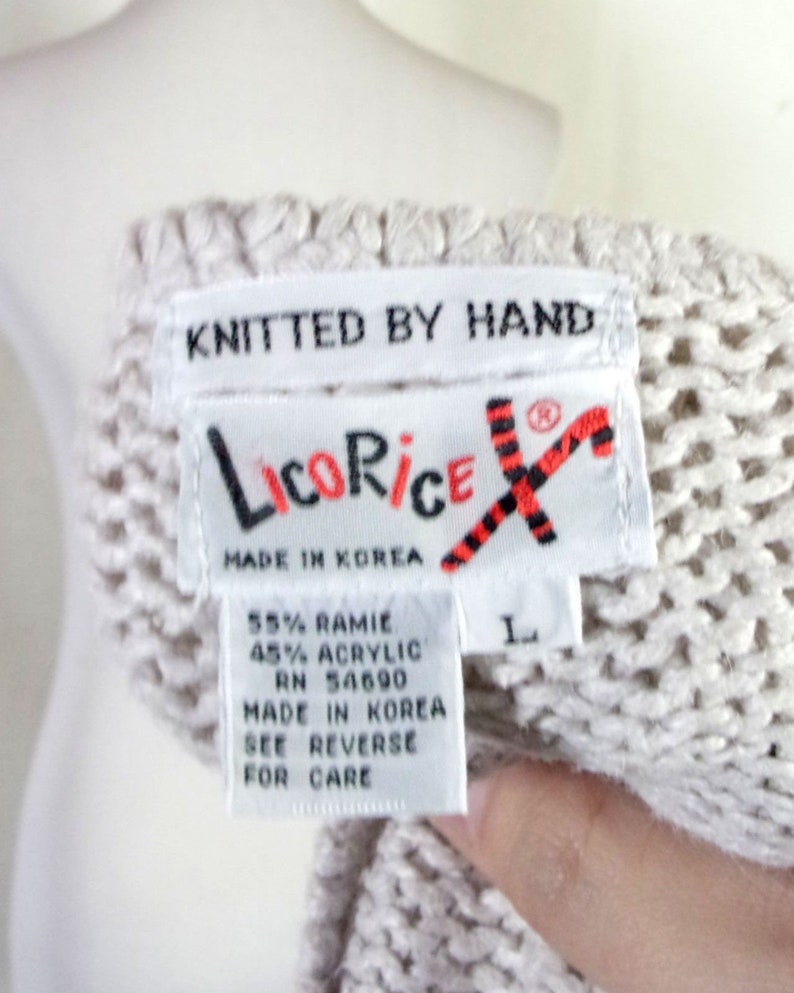 KNITTED BY HAND
LicoRice X ®
MADE IN KOREA
L
55% RAMIE
45% ACRYLIC
RN 54690
MADE IN KOREA
SEE REVERSE
FOR CARE